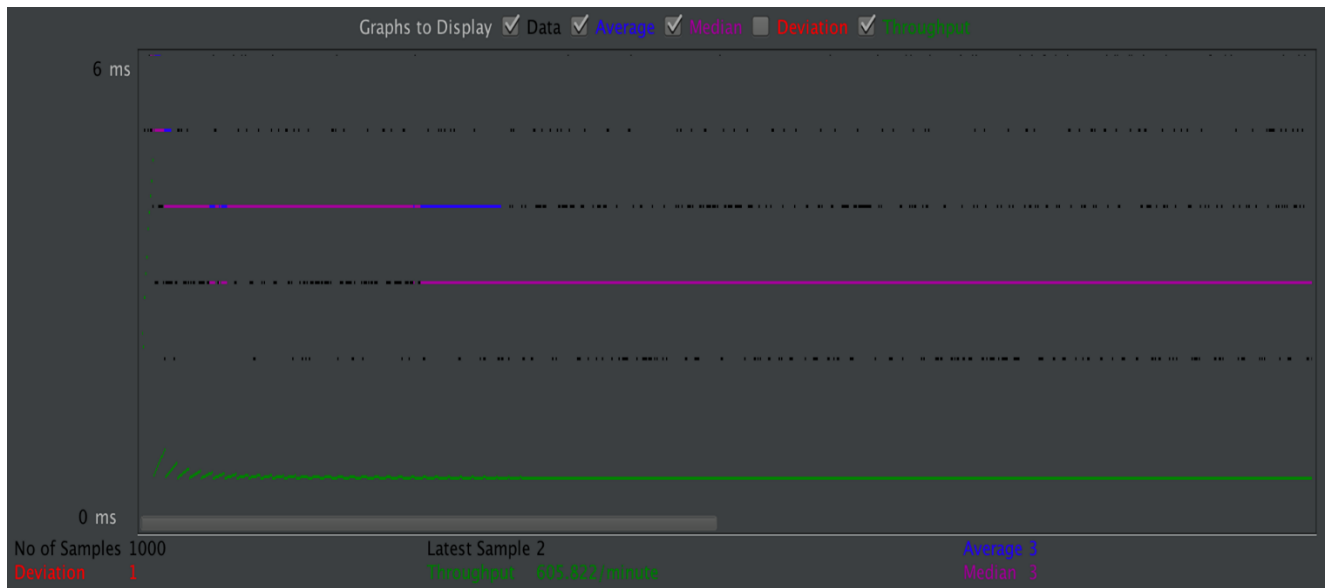 Graphs to Display Data Average Median Deviation Throughput
6 ms
0 ms
No of Samples 1000 Latest Sample 2 Average 3
Deviation 1 Throughput 605.822/minute Median 3